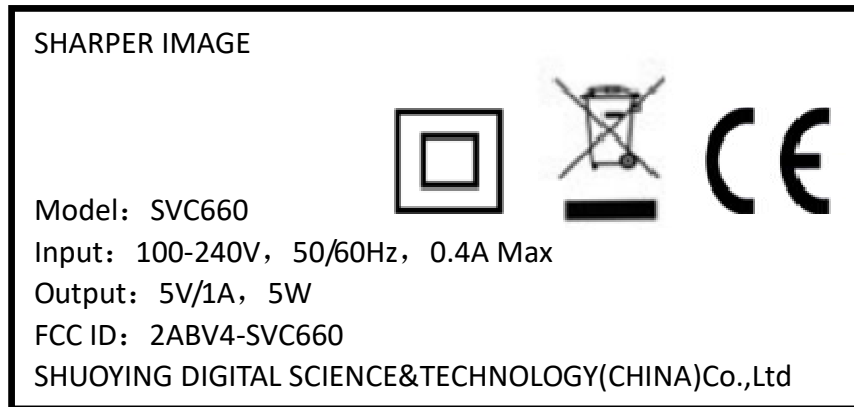 SHARPER IMAGE
CE
Model：SVC660
Input：100-240V，50/60Hz，0.4A Max
Output：5V/1A，5W
FCC ID：2ABV4-SVC660
SHUOYING DIGITAL SCIENCE&TECHNOLOGY(CHINA)Co.,Ltd